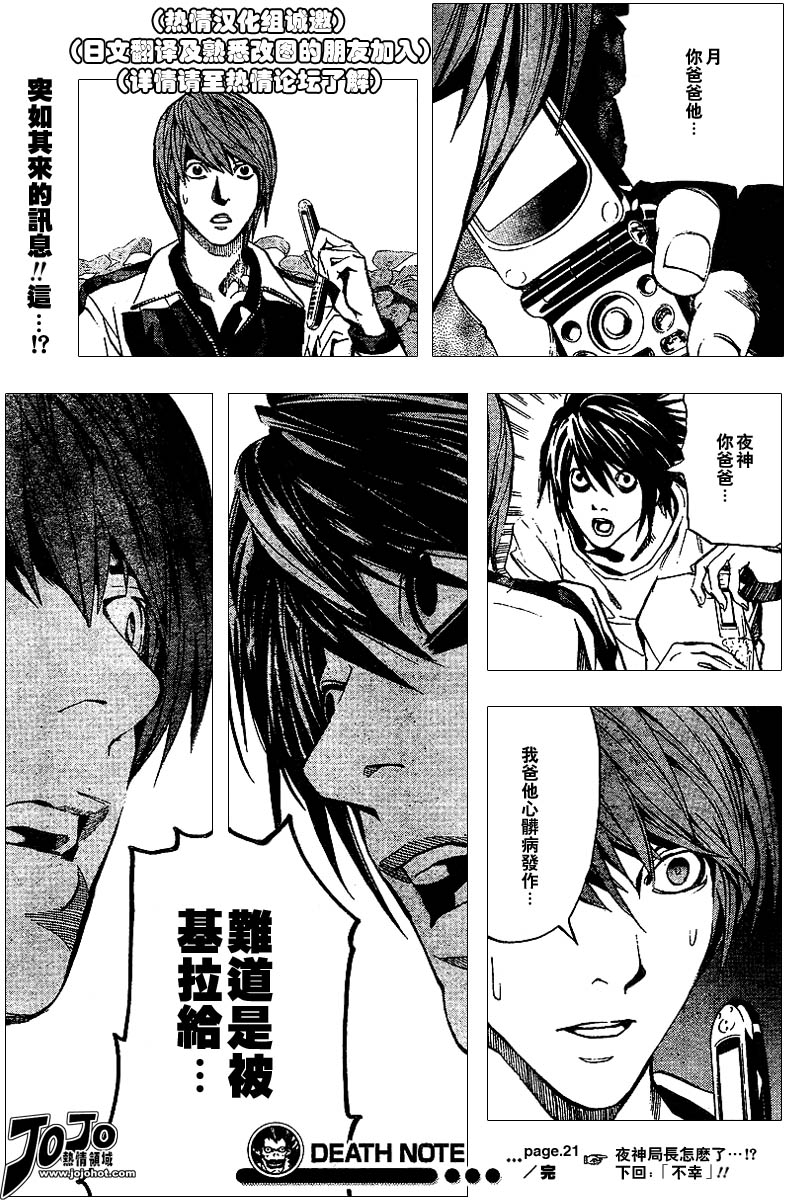 (热情汉化组诚邀)
(日文翻译及熟悉改图的朋友加入)
(详情请至热情论坛了解)
月
你爸爸他…
突如其來的訊息!!這…!?
夜神
你爸爸…
我爸他心髒病發作…
難道是被
基拉給…
JOJO
熱情領域
www.jojohot.com
DEATH NOTE
…page.21
/完
☞ 夜神局長怎麽了…!?
下回:「不幸」!!